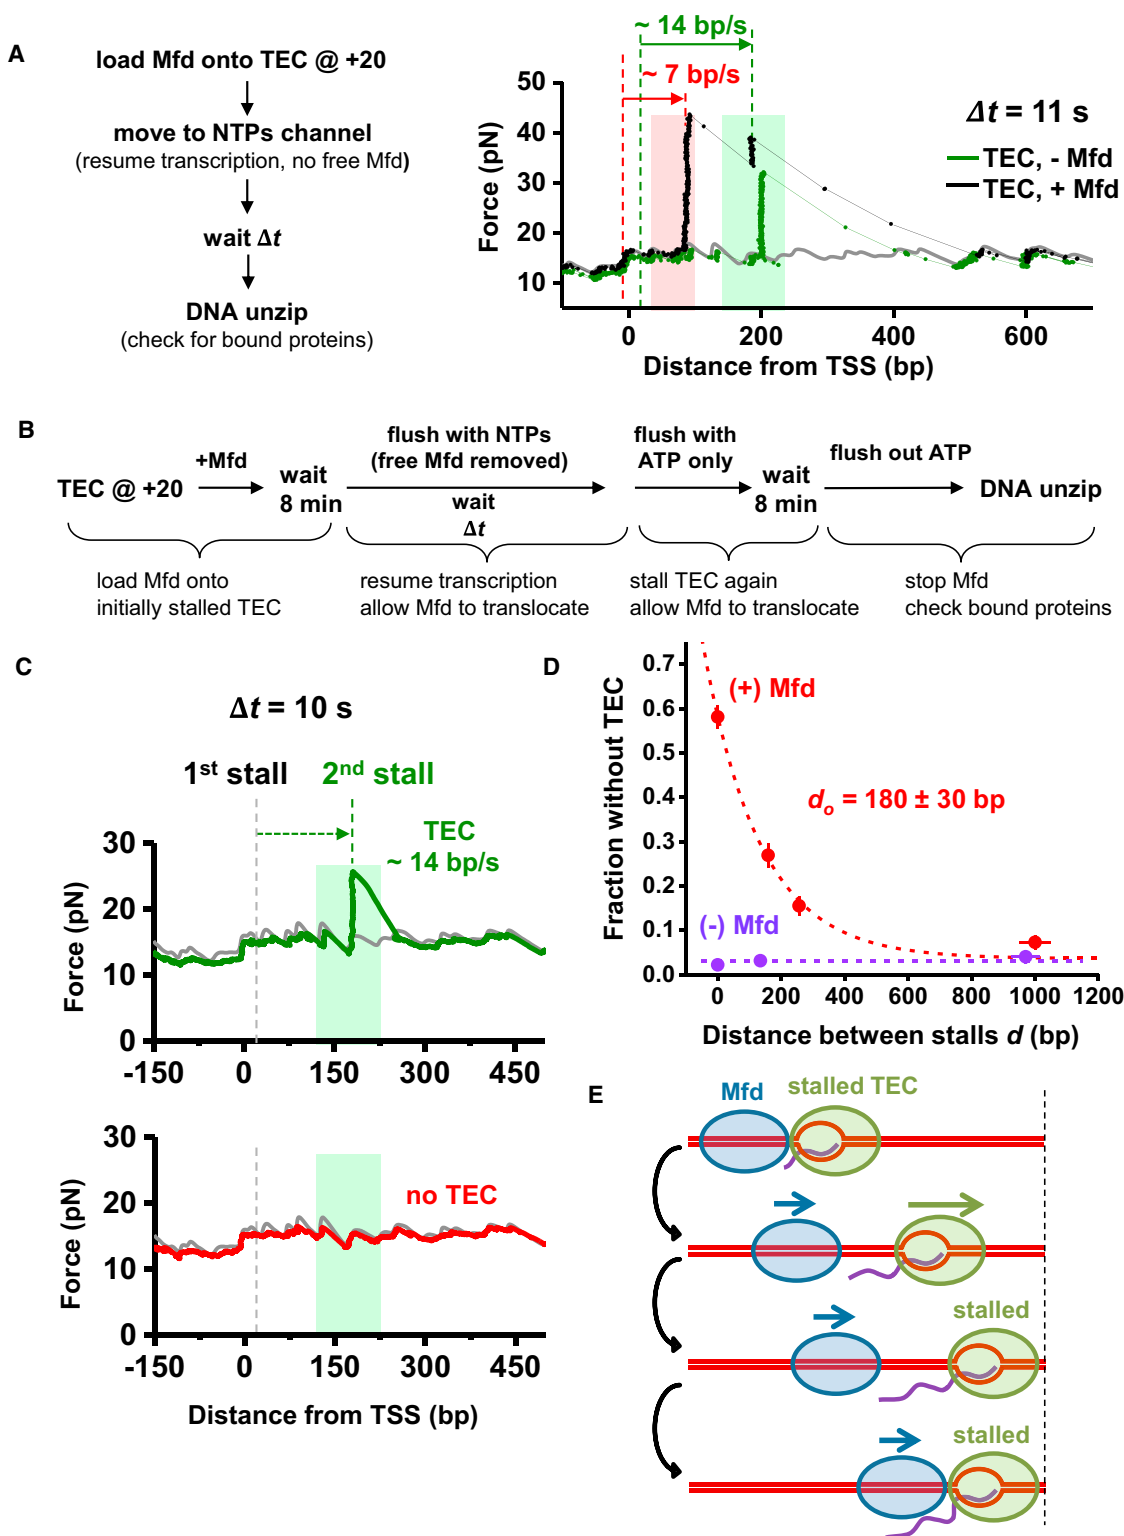 A
load Mfd onto TEC @ +20
move to NTPs channel
(resume transcription, no free Mfd)
wait Δt
DNA unzip
(check for bound proteins)
~ 14 bp/s
~ 7 bp/s
Δt = 11 s
TEC, - Mfd
TEC, + Mfd
Force (pN)
50
40
30
20
10
0
200
400
600
Distance from TSS (bp)
B
TEC @ +20
+Mfd
wait
8 min
flush with NTPs
(free Mfd removed)
wait
Δt
flush with
ATP only
wait
8 min
flush out ATP
DNA unzip
load Mfd onto
initially stalled TEC
resume transcription
allow Mfd to translocate
stall TEC again
allow Mfd to translocate
stop Mfd
check bound proteins
C
Δt = 10 s
1st stall
2nd stall
TEC
~ 14 bp/s
Force (pN)
30
20
10
0
-150
0
150
300
450
no TEC
Force (pN)
30
20
10
0
-150
0
150
300
450
Distance from TSS (bp)
D
Fraction without TEC
0.7
0.6
0.5
0.4
0.3
0.2
0.1
0.0
(+) Mfd
do = 180 ± 30 bp
(-) Mfd
0
200
400
600
800
1000
1200
Distance between stalls d (bp)
E
Mfd
stalled TEC
stalled
stalled